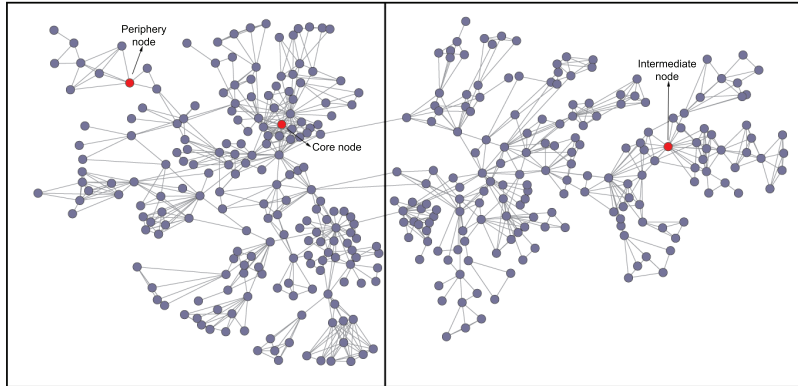 Periphery
node
Core node
Intermediate
node